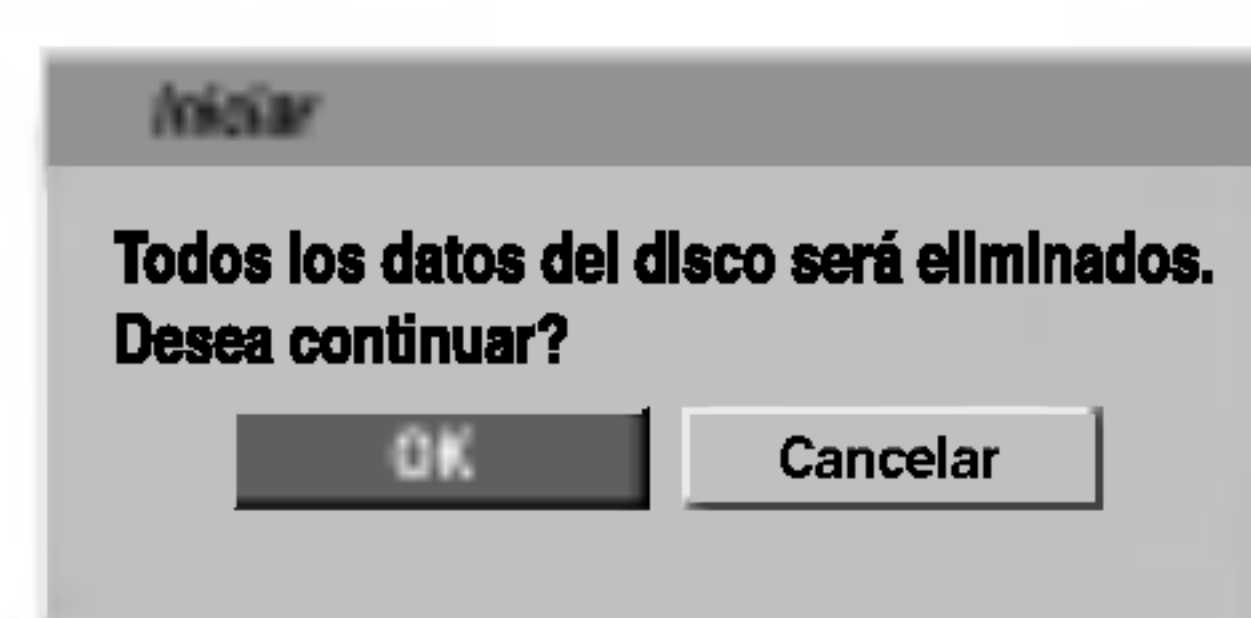 Iniciar
Todos los datos del disco será eliminados.
Desea continuar?
OK
Cancelar